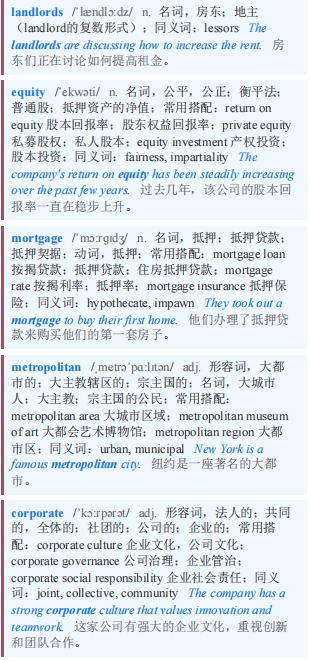 landlords /ˈlændlɔːdz/ n. 名词，房东；地主
（landlord的复数形式）；同义词：lessors The
landlords are discussing how to increase the rent. 房
东们正在讨论如何提高租金。
equity /ˈekwəti/ n. 名词，公平，公正；衡平法；
普通股；抵押资产的净值；常用搭配：return on
equity 股本回报率；股东权益回报率；private equity
私募股权；私人股本；equity investment 产权投资；
股本投资；同义词：fairness, impartiality The
company's return on equity has been steadily increasing
over the past few years. 过去几年，该公司的股本回
报率一直在稳步上升。
mortgage /ˈmɔːrɡɪdʒ/ n. 名词，抵押，抵押贷款；
抵押契据；动词，抵押；常用搭配：mortgage loan
按揭贷款，抵押贷款；住房抵押贷款；mortgage
rate 按揭利率；抵押率；mortgage insurance 抵押保
险；同义词：hypothecate, impawn They took out a
mortgage to buy their first home. 他们办理了抵押贷
款来购买他们的第一套房子。
metropolitan /ˌmetrəˈpɑːlɪtən/ adj. 形容词，大都
市的；大主教辖区的；宗主国的；名词，大城市
人；大主教；宗主国的公民；常用搭配：
metropolitan area 大城市区域；metropolitan museum
of art 大都会艺术博物馆；metropolitan region 大都
市区；同义词：urban, municipal New York is a
famous metropolitan city. 纽约是一座著名的大都
市。
corporate /ˈkɔːrpərət/ adj. 形容词，法人的；共同
的，全体的；社团的；公司的；企业的；常用搭
配：corporate culture 企业文化，公司文化；
corporate governance 公司治理；企业管治；
corporate social responsibility 企业社会责任；同义
词：joint, collective, community The company has a
strong corporate culture that values innovation and
teamwork. 这家公司有强大的企业文化，重视创新
和团队合作。